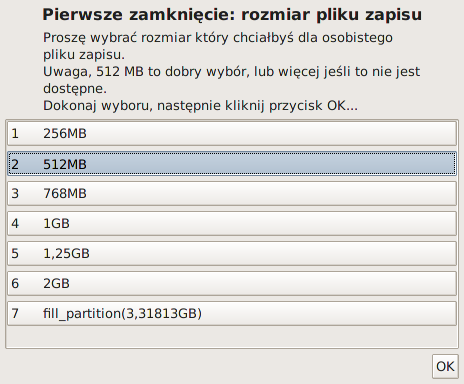 Pierwsze zamknięcie: rozmiar pliku zapisu
Proszę wybrać rozmiar który chciałbyś dla osobistego
pliku zapisu.
Uwaga, 512 MB to dobry wybór, lub więcej jeśli to nie jest
dostępne.
Dokonaj wyboru, następnie kliknij przycisk OK...
1 256MB
2 512MB
3 768MB
4 1GB
5 1,25GB
6 2GB
7 fill_partition(3,31813GB)
OK